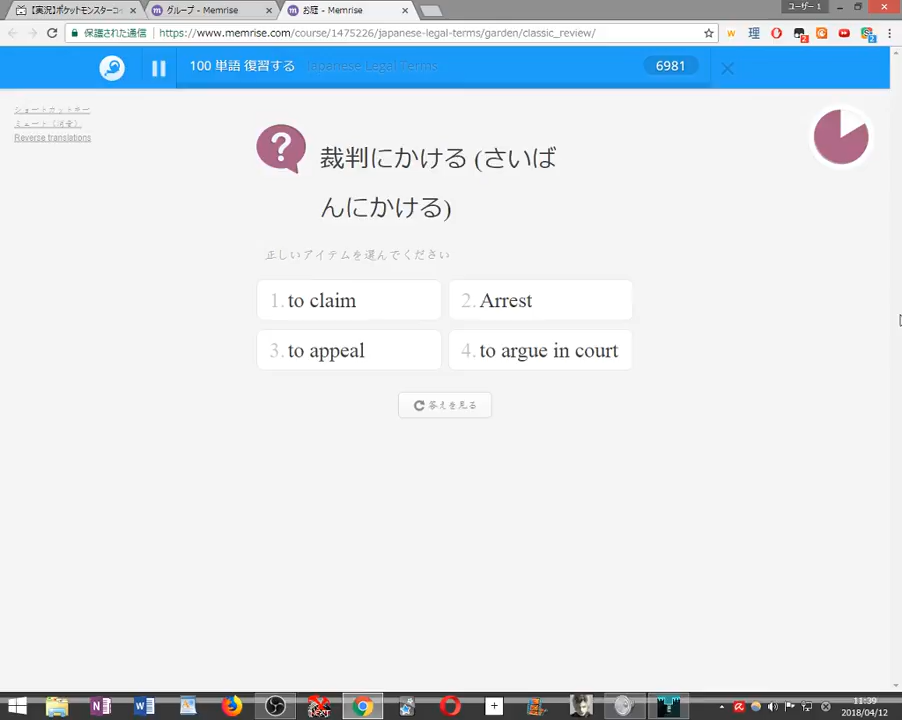 【実況】ポケットモンスターコ
グループ - Memrise
お庭 - Memrise
ユーザー 1
保護された通信
https://www.memrise.com/course/1475226/japanese-legal-terms/garden/classic_review/
100 単語 復習する
Japanese Legal Terms
6981
ショートカットキー
ミュート（消音）
Reverse translations
裁判にかける (さいば
んにかける)
正しいアイテムを選んでください
1. to claim
2. Arrest
3. to appeal
4. to argue in court
答えを見る
11:39
2018/04/12